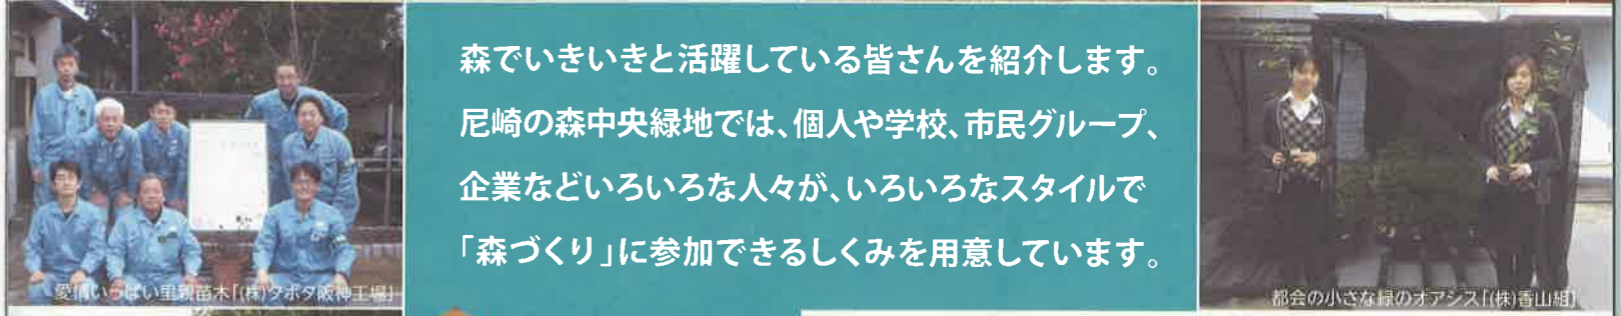 森でいきいきと活躍している皆さんを紹介します。
尼崎の森中央緑地では、個人や学校、市民グループ、
企業などいろいろな人々が、いろいろなスタイルで
「森づくり」に参加できるしくみを用意しています。
愛情いっぱい里親苗木「(株)タボタ阪神工場」
都会の小さな緑のオアシス「(株)香山組」